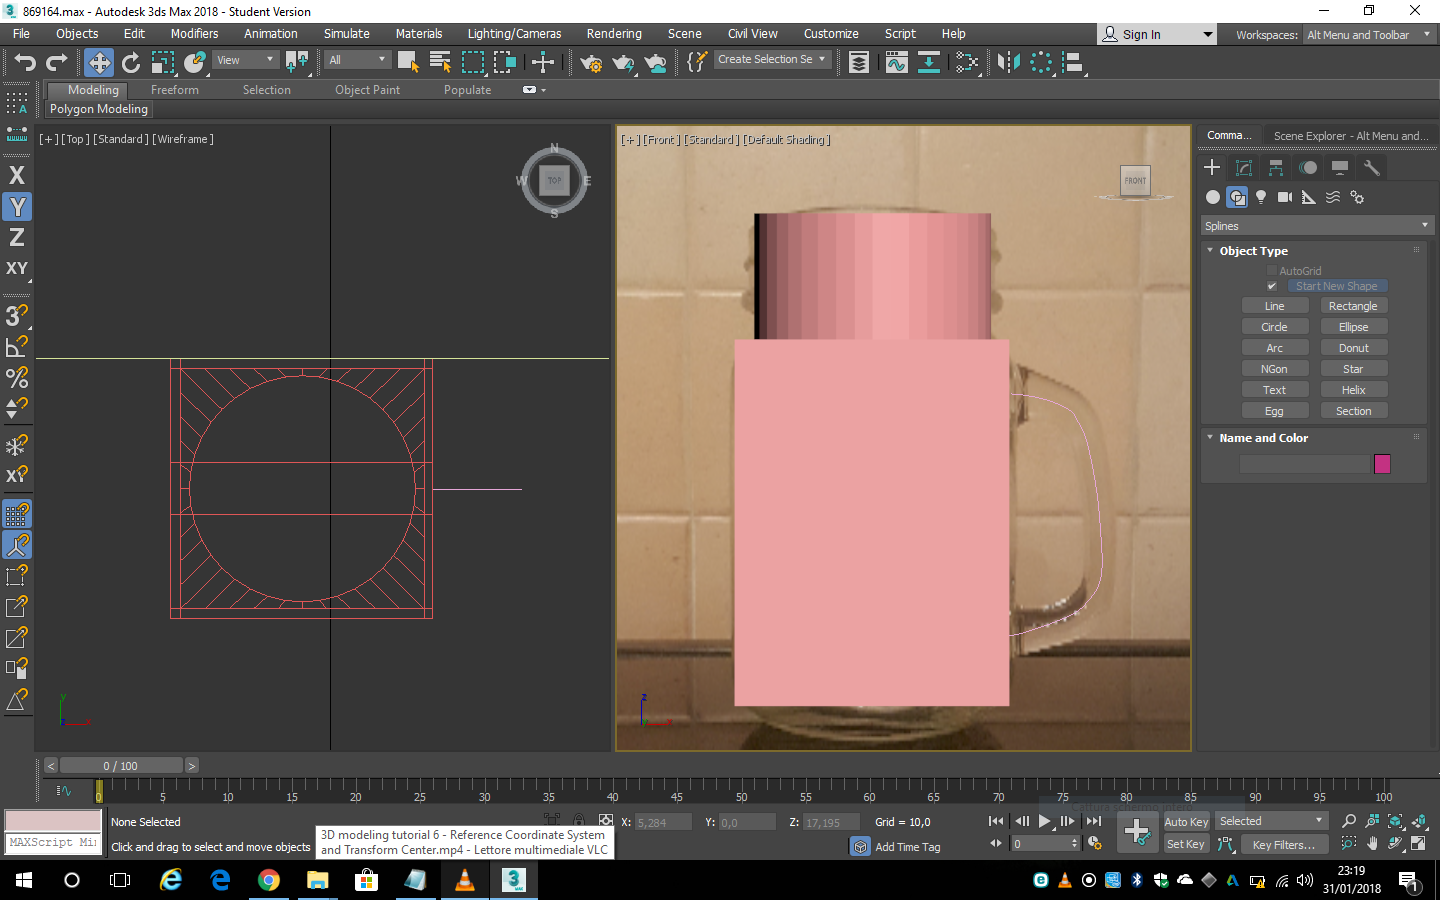 869164.max - Autodesk 3ds Max 2018 - Student Version
File Objects Edit Modifiers Animation Simulate Materials Lighting/Cameras Rendering Scene Civil View Customize Script Help
Sign In
Workspaces: Alt Menu and Toolbar
View
All
Create Selection Se
Modeling Freeform Selection Object Paint Populate
Polygon Modeling
[+] [Top] [Standard] [Wireframe]
N
W TOP E
S
[+] [Front] [Standard] [Default Shading]
FRONT
Comma... Scene Explorer - Alt Menu and...
Splines
Object Type
AutoGrid
Start New Shape
Line Rectangle
Circle Ellipse
Arc Donut
NGon Star
Text Helix
Egg Section
Name and Color
X
Y
Z
XY
3
XY
y
z
0 / 100
0 5 10 15 20 25 30 35 40 45 50 55 60 65 70 75 80 85 90 95 100
None Selected
X: 5,284 Y: 0,0 Z: 17,195 Grid = 10,0
Auto Key Selected
MAXScript Mi
Click and drag to select and move objects
Add Time Tag
0
Set Key Key Filters...
3D modeling tutorial 6 - Reference Coordinate System
and Transform Center.mp4 - Lettore multimediale VLC
23:19
31/01/2018
1